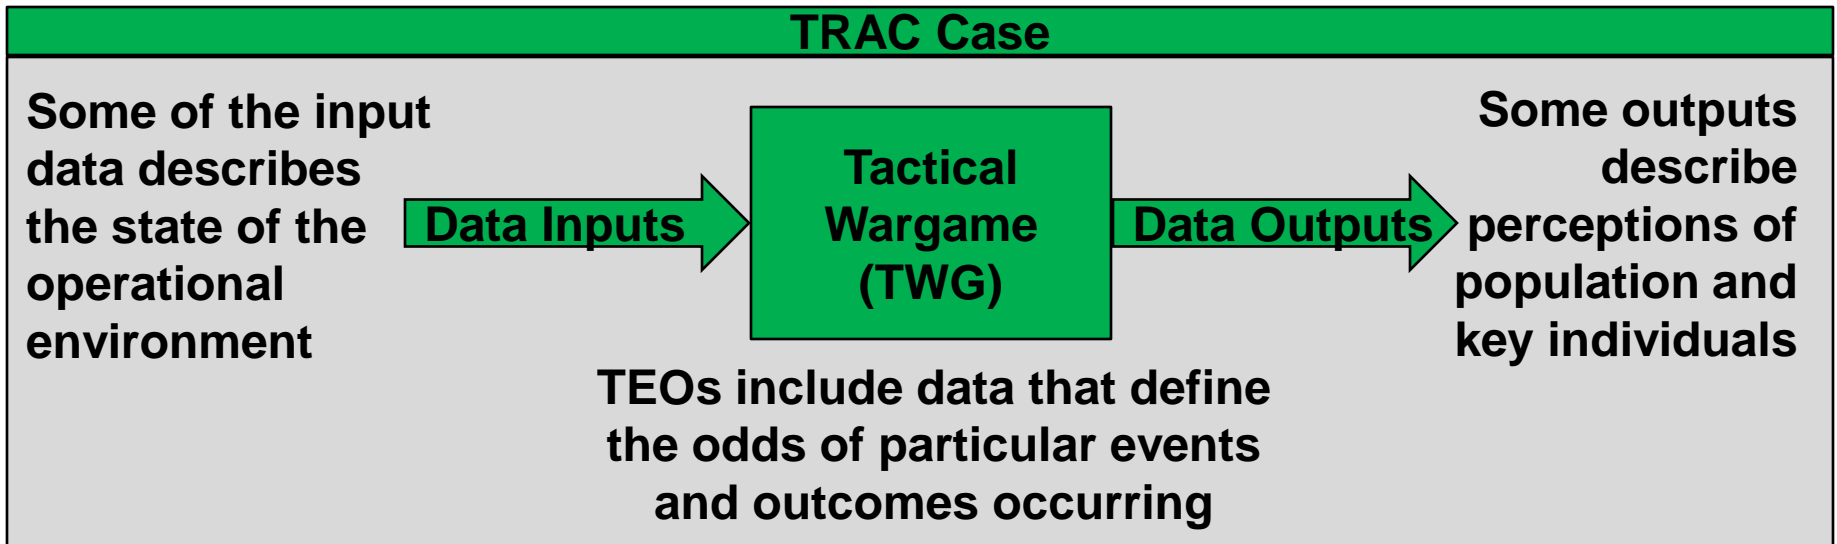 TRAC Case
Some of the input
data describes
the state of the
operational
environment
Data Inputs
Tactical
Wargame
(TWG)
Data Outputs
Some outputs
describe
perceptions of
population and
key individuals
TEOs include data that define
the odds of particular events
and outcomes occurring